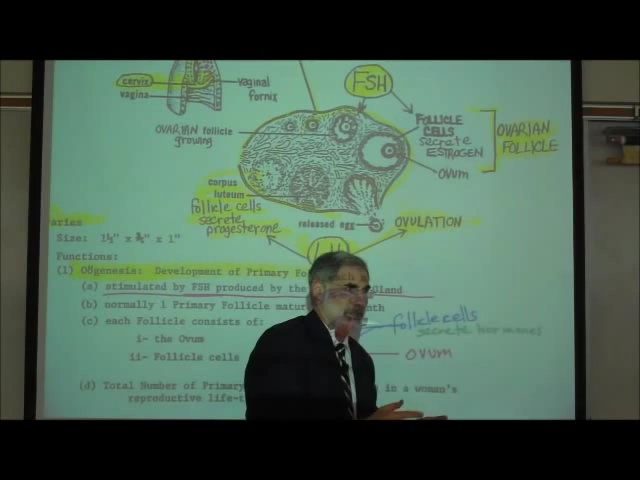 FSH
cervix
vaginal
fornix
vagina
FOLLICLE
CELLS
secrete
ESTROGEN
OVARIAN
FOLLICLE
OVARIAN follicle
growing
OVUM
corpus
luteum
follicle cells
secrete
progesterone
released egg
OVULATION
LH
aries
Size: 1½" x ¾" x 1"
Functions:
(1) OÖgenesis: Development of Primary Fo
(a) stimulated by FSH produced by the Gland
(b) normally 1 Primary Follicle matur
(c) each Follicle consists of:
follicle cells
secrete hormones
i- the Ovum
ii- Follicle cells
OVUM
(d) Total Number of Primary in a woman's
reproductive life-t